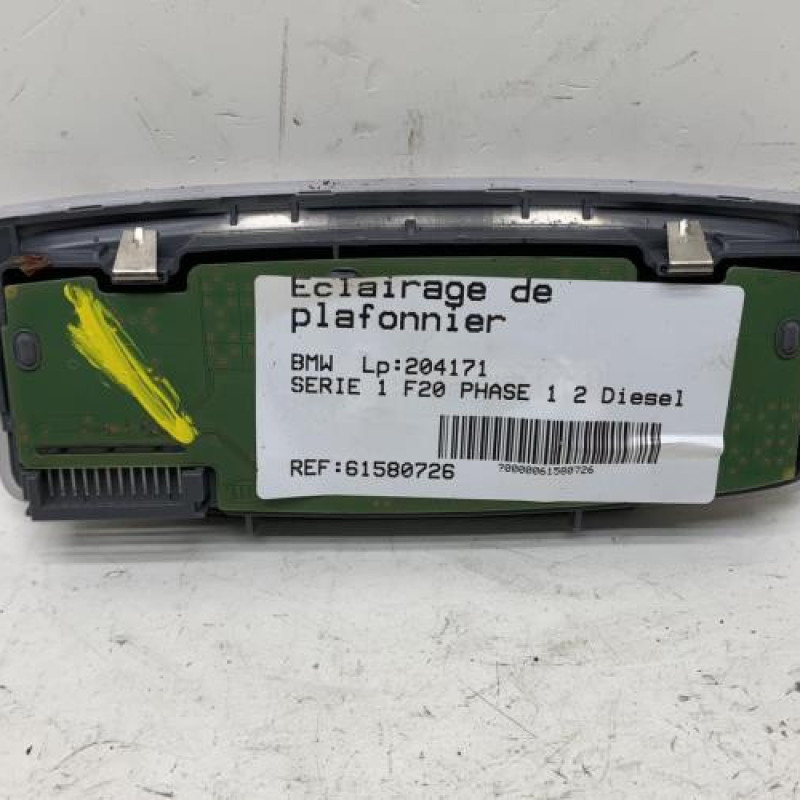 Eclairage de
plafonnier
BMW Lp:204171
SERIE 1 F20 PHASE 1 2 Diesel
REF:61580726
?0000061580726